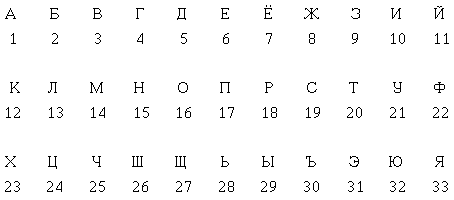 А Б В Г Д Е Ё Ж З И Й
1 2 3 4 5 6 7 8 9 10 11
К Л М Н О П Р С Т У Ф
12 13 14 15 16 17 18 19 20 21 22
Х Ц Ч Ш Щ Ь Ы Ъ Э Ю Я
23 24 25 26 27 28 29 30 31 32 33